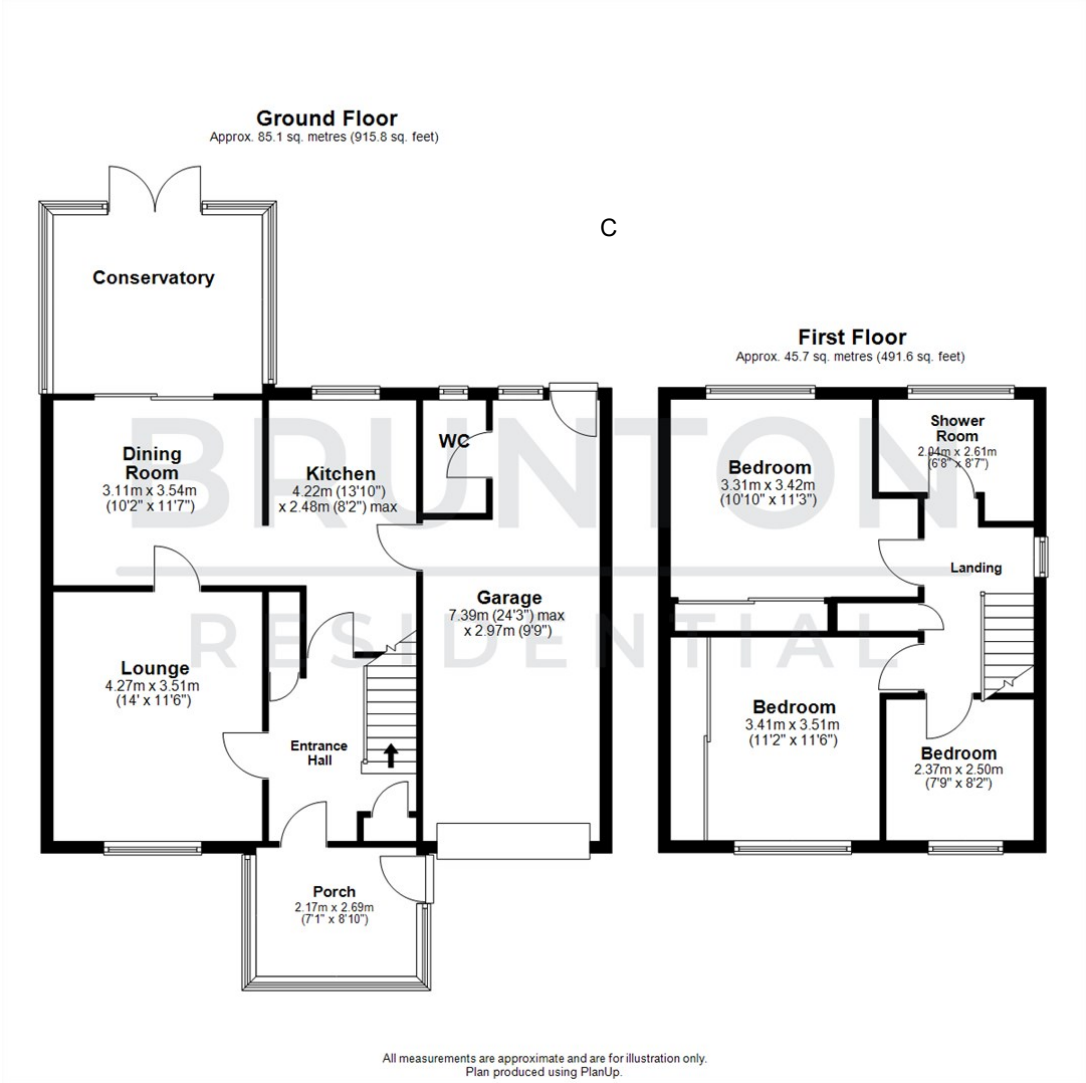 Ground Floor
Approx. 85.1 sq. metres (915.8 sq. feet)
C
Conservatory
First Floor
Approx. 45.7 sq. metres (491.6 sq. feet)
BRUNTON
RESIDENTIAL
Dining
Room
3.11m x 3.54m
(10'2" x 11'7")
Kitchen
4.22m (13'10")
x 2.48m (8'2") max
WC
Garage
7.39m (24'3") max
x 2.97m (9'9")
Lounge
4.27m x 3.51m
(14' x 11'6")
Entrance
Hall
Porch
2.17m x 2.69m
(7'1" x 8'10")
Bedroom
3.31m x 3.42m
(10'10" x 11'3")
Shower
Room
2.04m x 2.61m
(6'8" x 8'7")
Landing
Bedroom
3.41m x 3.51m
(11'2" x 11'6")
Bedroom
2.37m x 2.50m
(7'9" x 8'2")
All measurements are approximate and are for illustration only.
Plan produced using PlanUp.